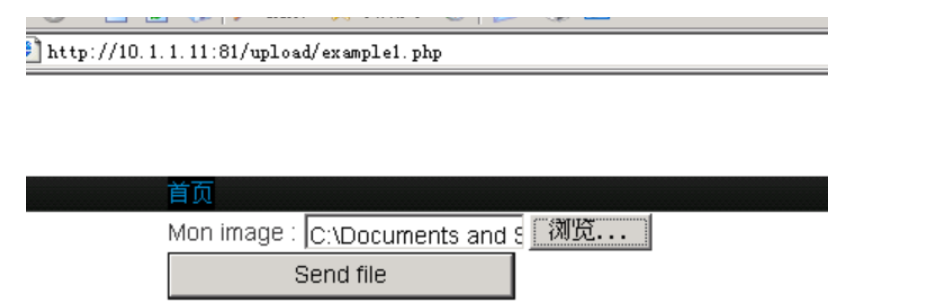 http://10.1.1.11:81/upload/example1.php
首页
Mon image : C:\Documents and S 浏览...
Send file